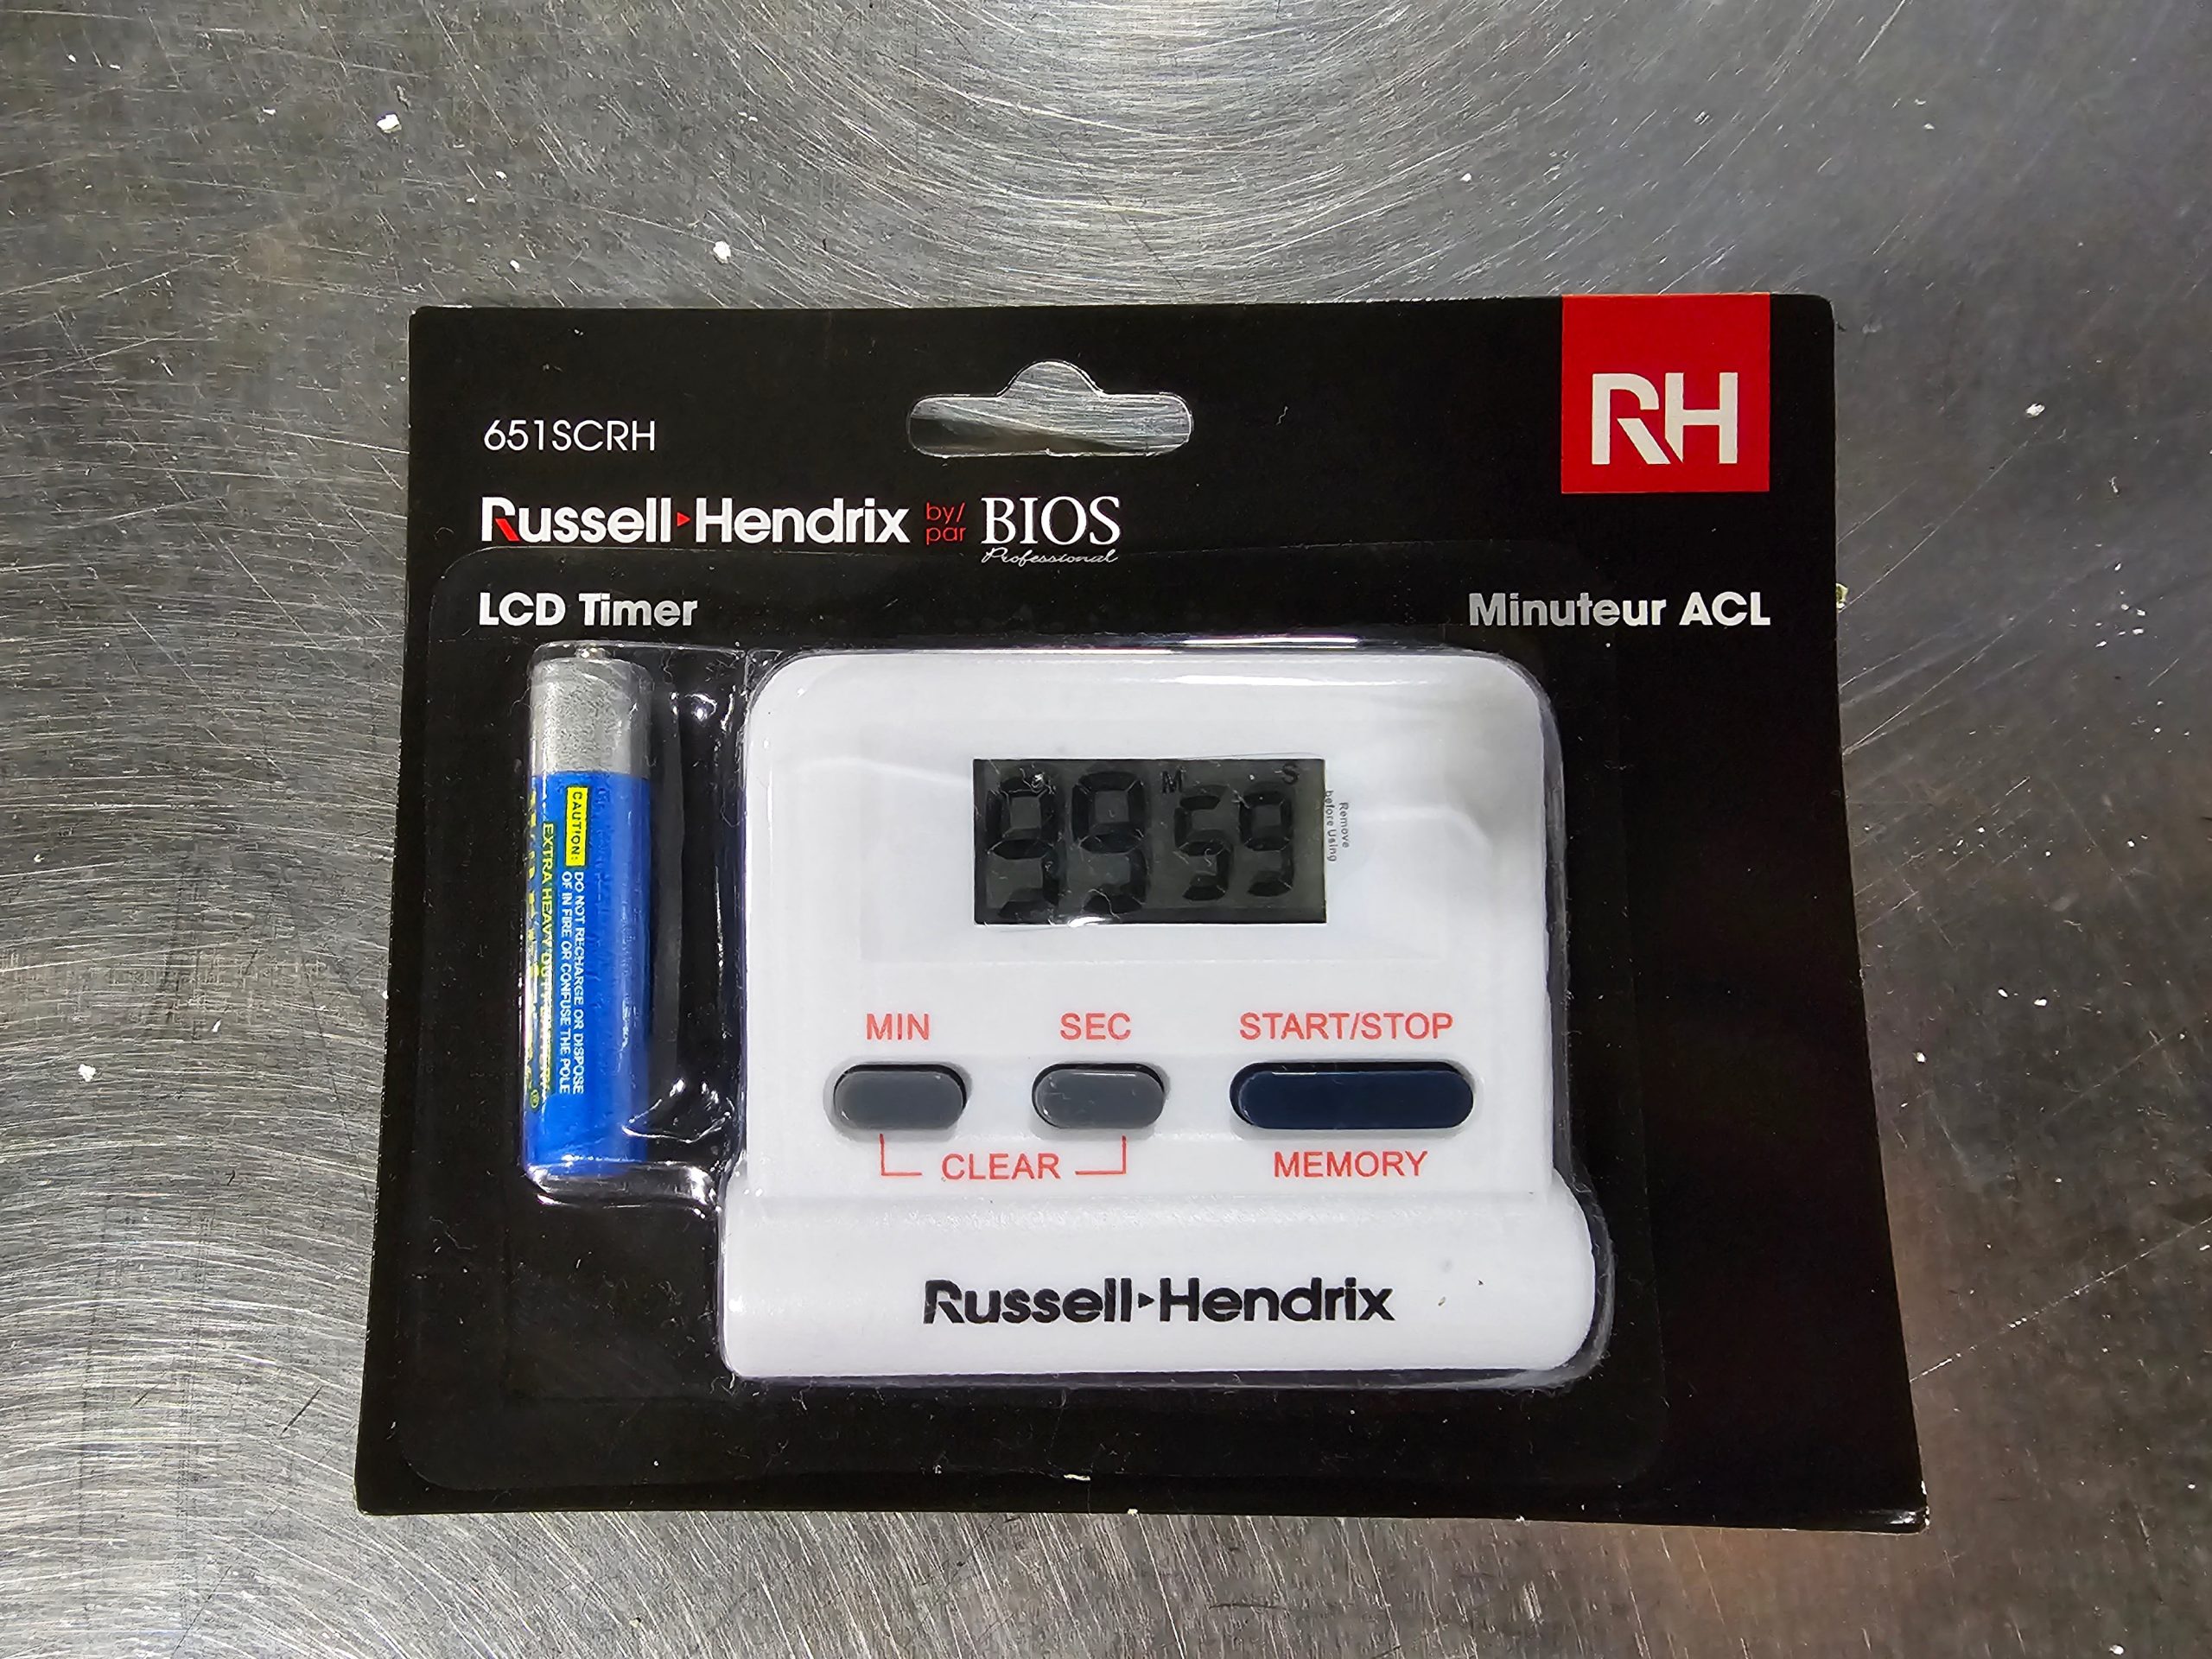 651SCRH
RH
Russell Hendrix by/ par BIOS
Professional
LCD Timer
Minuteur ACL
CAUTION: DO NOT RECHARGE OR DISPOSE
OF IN FIRE OR CONFUSE THE POLE
EXTRA HEAVY
M S
99 59
Remove
before Using
MIN SEC START/STOP
CLEAR MEMORY
Russell Hendrix